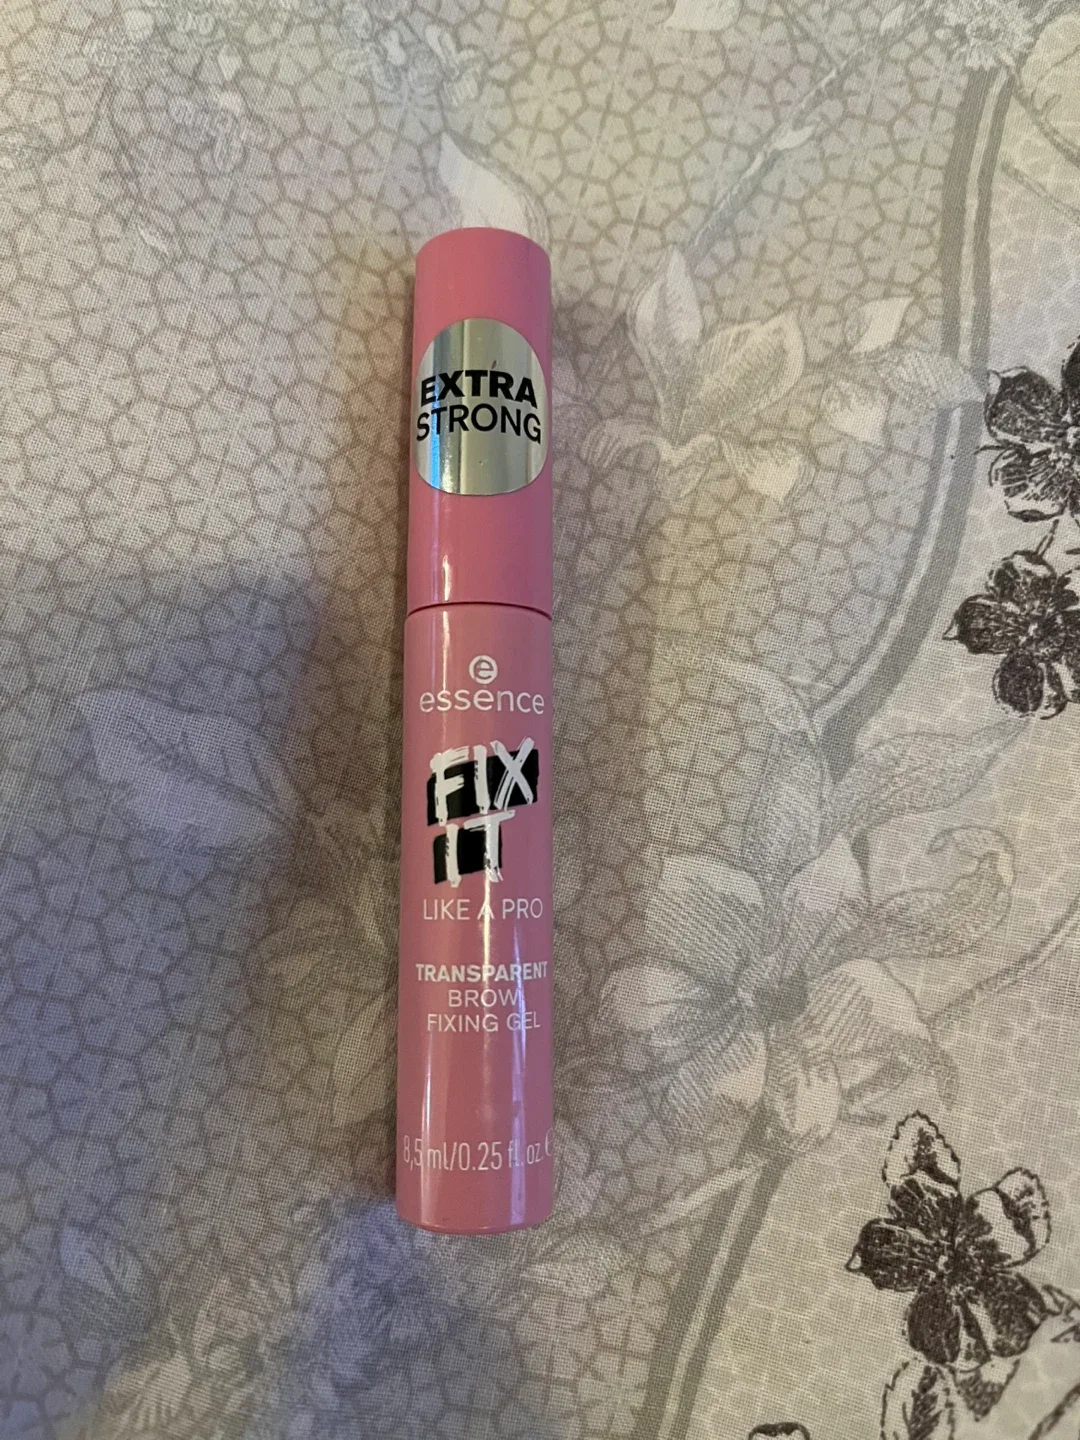 EXTRA
STRONG
e
essence
FIX
IT
LIKE A PRO
TRANSPARENT
BROW
FIXING GEL
8,5 ml/0.25 fl. oz. e